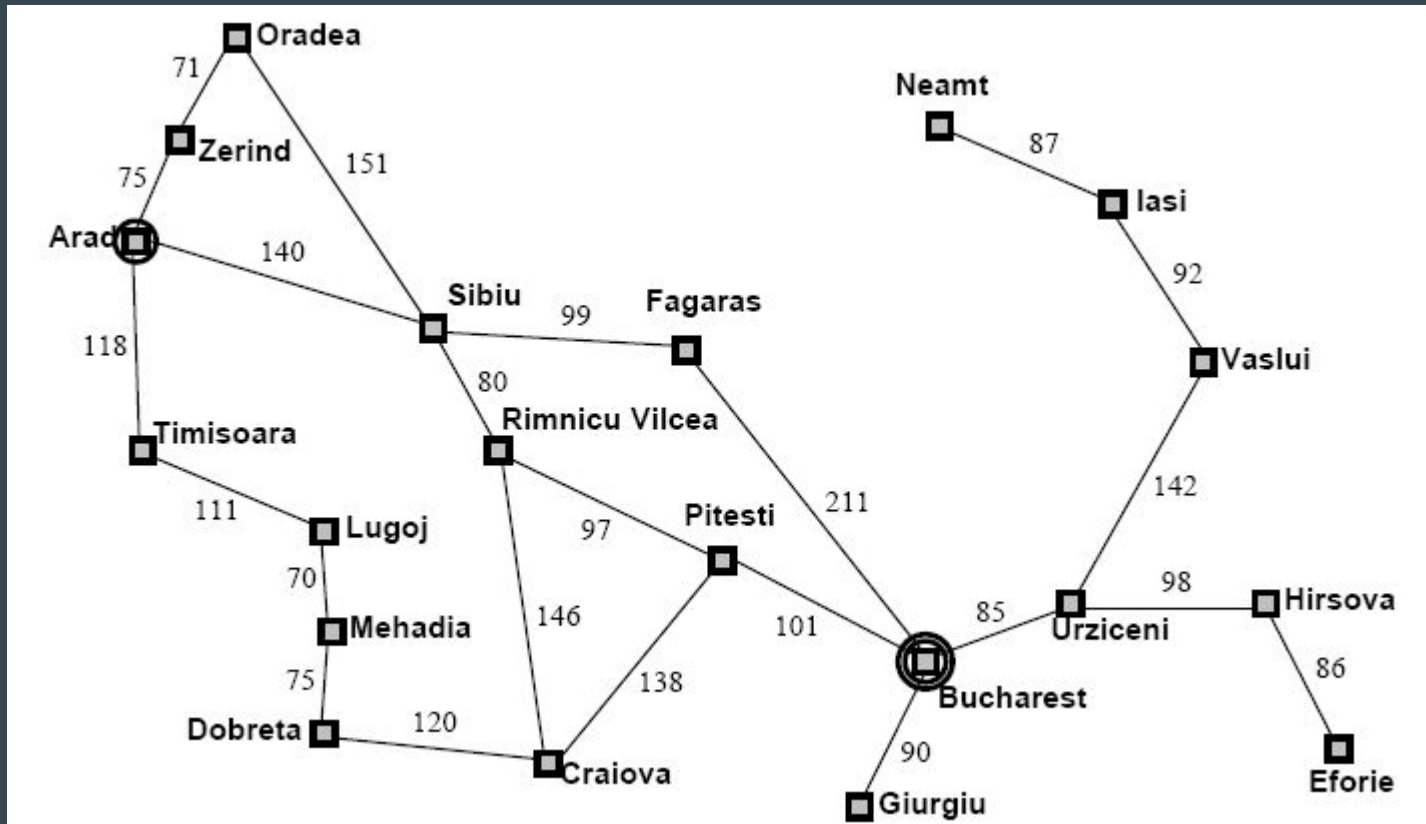 Oradea
71
Neamt
87
Zerind
151
75
Iasi
Arad
140
92
Sibiu
Fagaras
99
118
Vaslui
80
Rimnicu Vilcea
Timisoara
142
211
111
Pitesti
Lugoj
97
70
98
Hirsova
85
Mehadia
146
101
Urziceni
86
75
138
Bucharest
Dobreta
120
90
Craiova
Eforie
Giurgiu